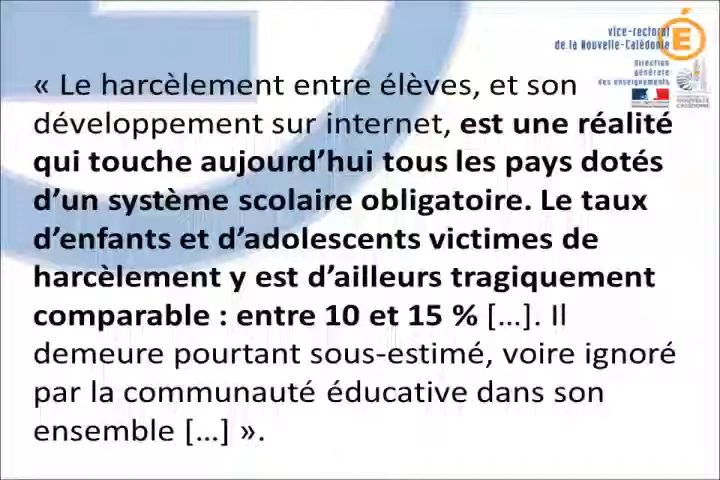 vice-rectorat
de la Nouvelle-Calédonie
direction
générale
des enseignements
« Le harcèlement entre élèves, et son
développement sur internet, est une réalité
qui touche aujourd’hui tous les pays dotés
d’un système scolaire obligatoire. Le taux
d’enfants et d’adolescents victimes de
harcèlement y est d’ailleurs tragiquement
comparable : entre 10 et 15 % [...]. Il
demeure pourtant sous-estimé, voire ignoré
par la communauté éducative dans son
ensemble [...] ».